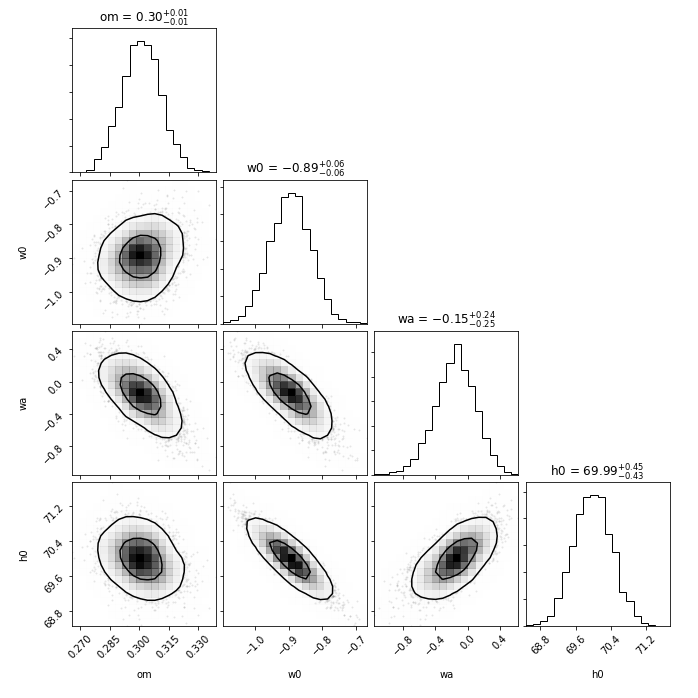 om = 0.30+0.01 −0.01
w0 = −0.89+0.06 −0.06
−0.7
−0.8
−0.9
−1.0
w0
wa = −0.15+0.24 −0.25
0.4
0.0
−0.4
−0.8
wa
h0 = 69.99+0.45 −0.43
71.2
70.4
69.6
68.8
h0
0.270 0.285 0.300 0.315 0.330
−1.0 −0.9 −0.8 −0.7
−0.8 −0.4 0.0 0.4
68.8 69.6 70.4 71.2
om w0 wa h0